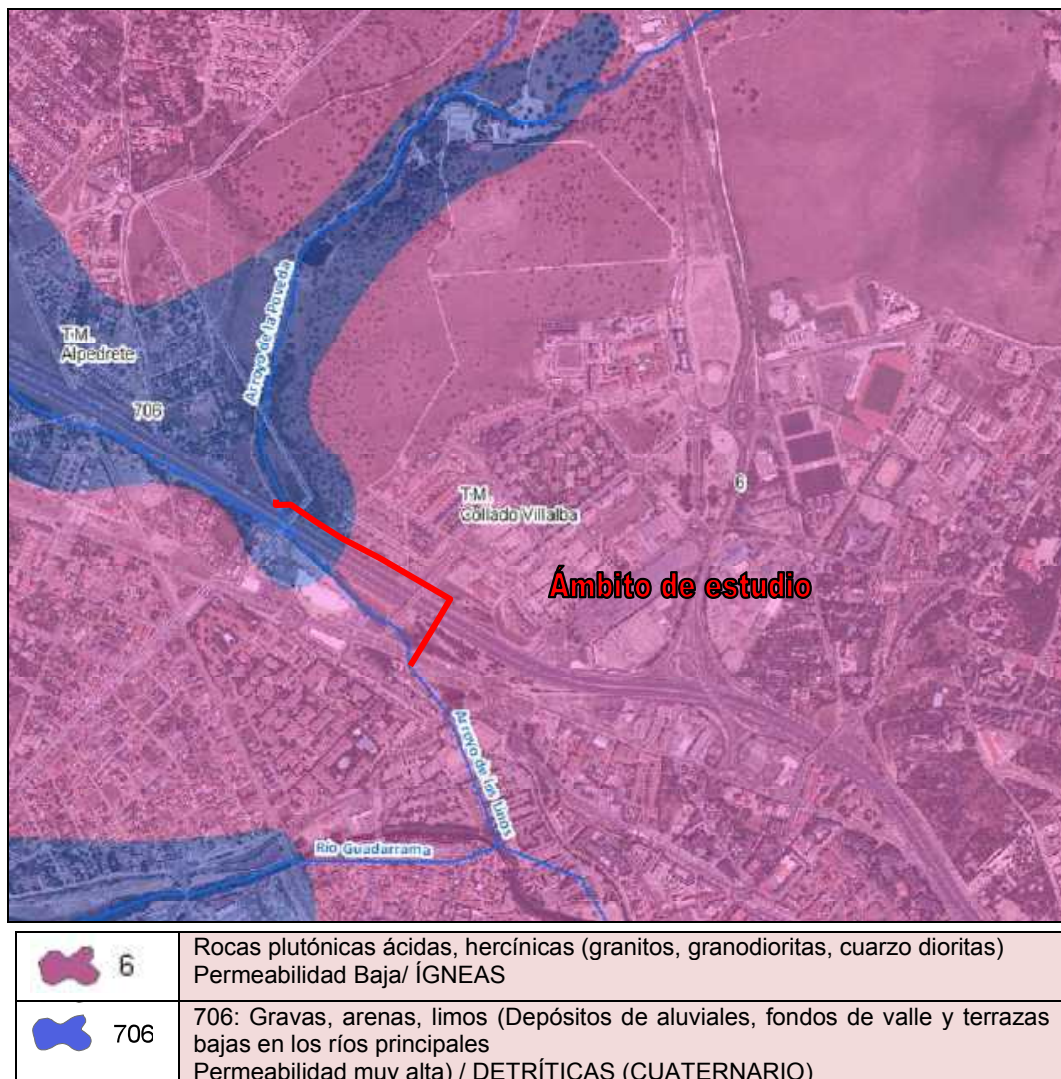 Arroyo de la Poveda
T.M.
Alpedrete
706
T.M.
Collado Villalba
6
Ámbito de estudio
Arroyo de los Linos
Río Guadarrama
6
Rocas plutónicas ácidas, hercínicas (granitos, granodioritas, cuarzo dioritas)
Permeabilidad Baja/ ÍGNEAS
706
706: Gravas, arenas, limos (Depósitos de aluviales, fondos de valle y terrazas
bajas en los ríos principales
Permeabilidad muy alta) / DETRÍTICAS (CUATERNARIO)